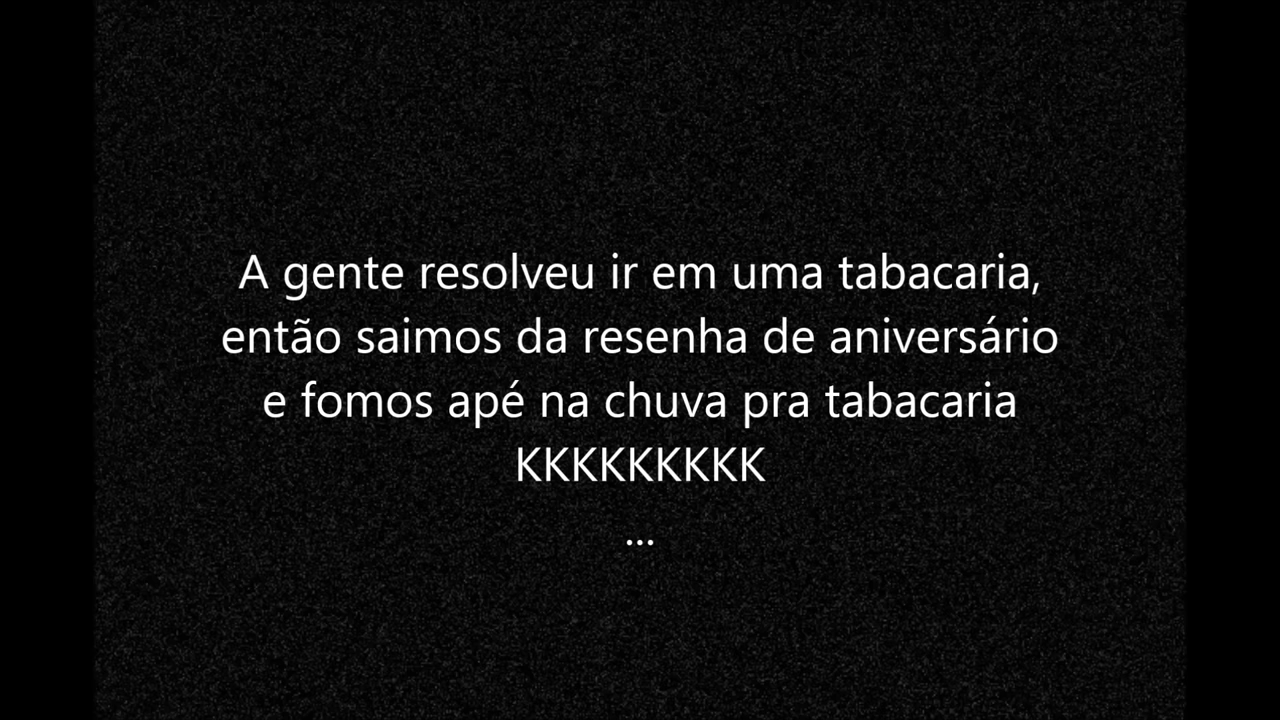 A gente resolveu ir em uma tabacaria,
então saimos da resenha de aniversário
e fomos apé na chuva pra tabacaria
KKKKKKKKK
...